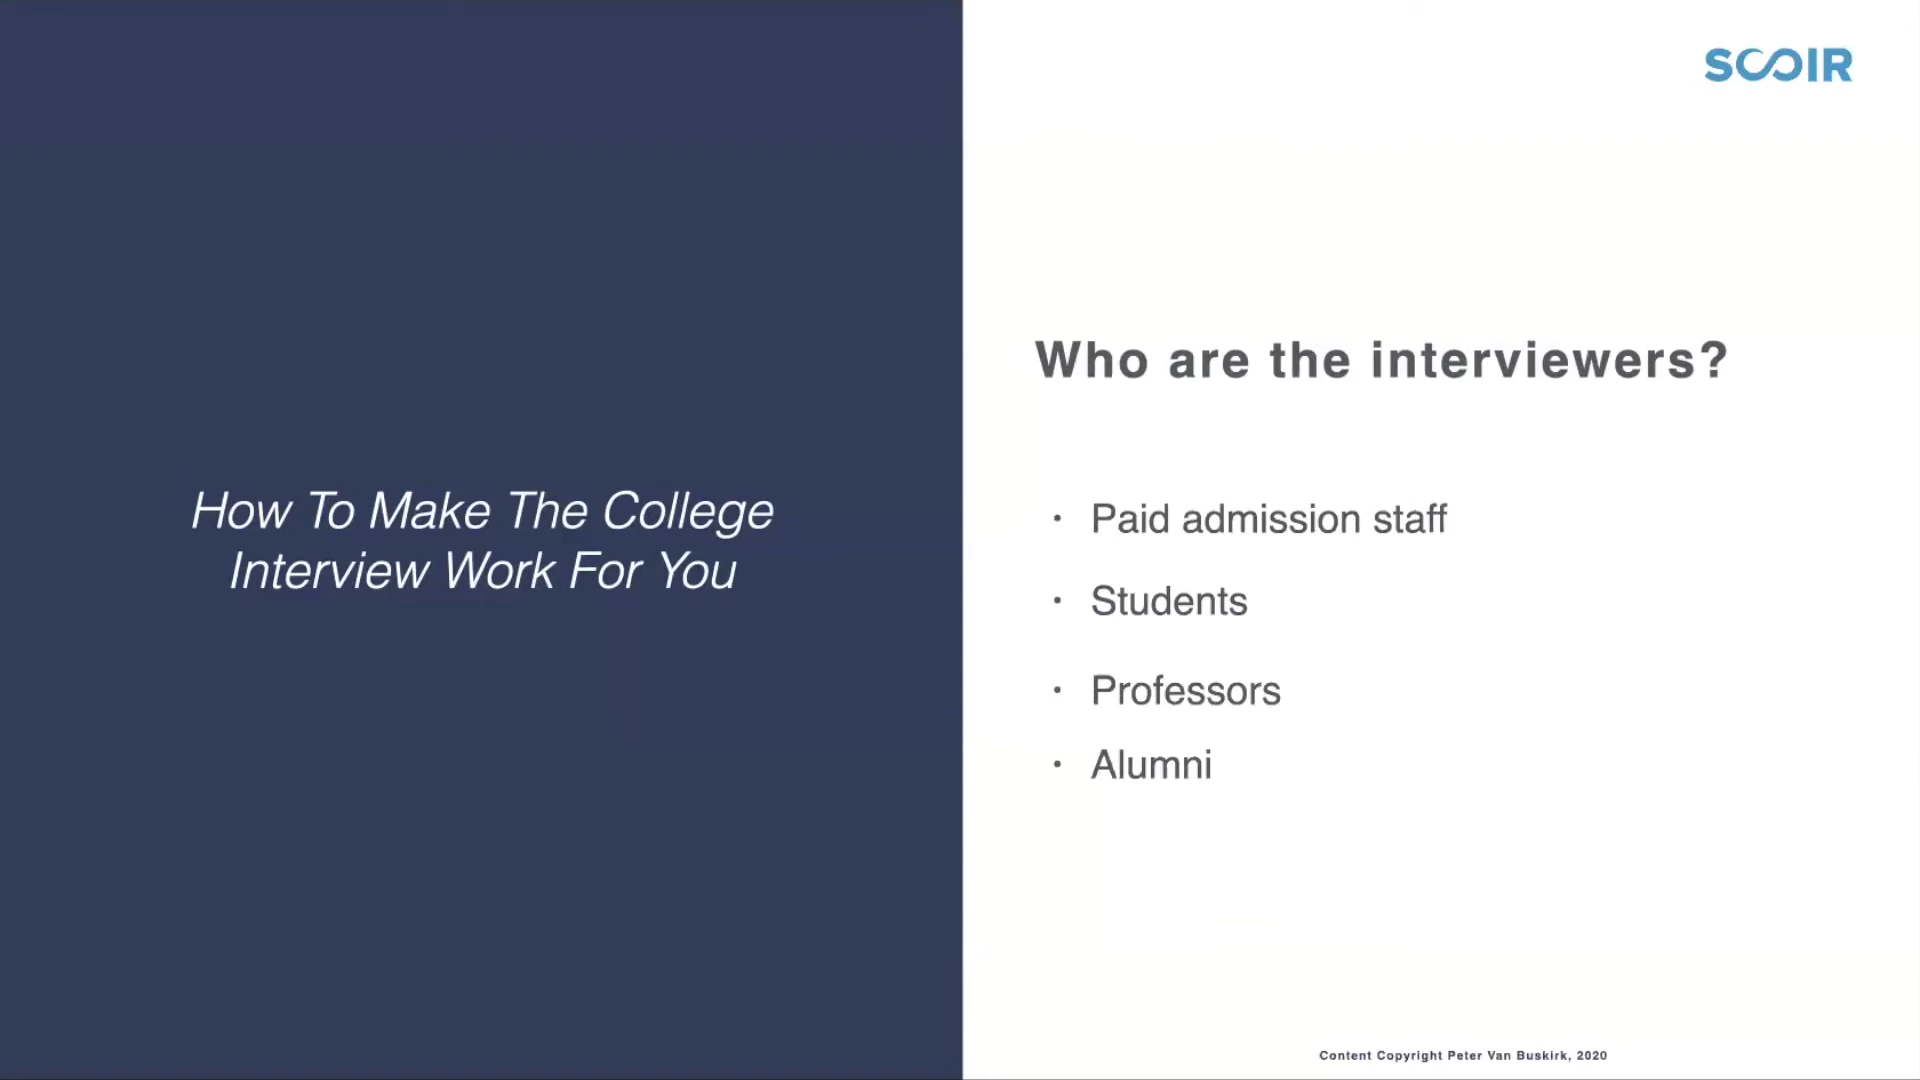 How To Make The College
Interview Work For You
SCOIR
Who are the interviewers?
• Paid admission staff
• Students
• Professors
• Alumni
Content Copyright Peter Van Buskirk, 2020